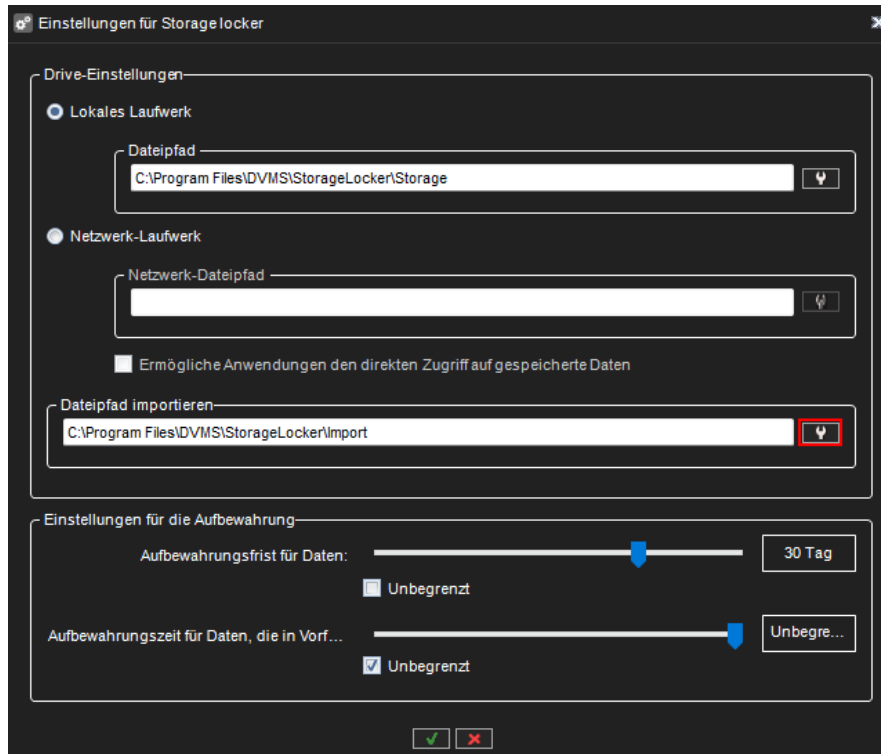 Einstellungen für Storage locker
Drive-Einstellungen
Lokales Laufwerk
Dateipfad
C:\Program Files\DVMS\StorageLocker\Storage
Netzwerk-Laufwerk
Netzwerk-Dateipfad
Ermögliche Anwendungen den direkten Zugriff auf gespeicherte Daten
Dateipfad importieren
C:\Program Files\DVMS\StorageLocker\Import
Einstellungen für die Aufbewahrung
Aufbewahrungsfrist für Daten:
30 Tag
Unbegrenzt
Aufbewahrungszeit für Daten, die in Vorf...
Unbegre...
Unbegrenzt